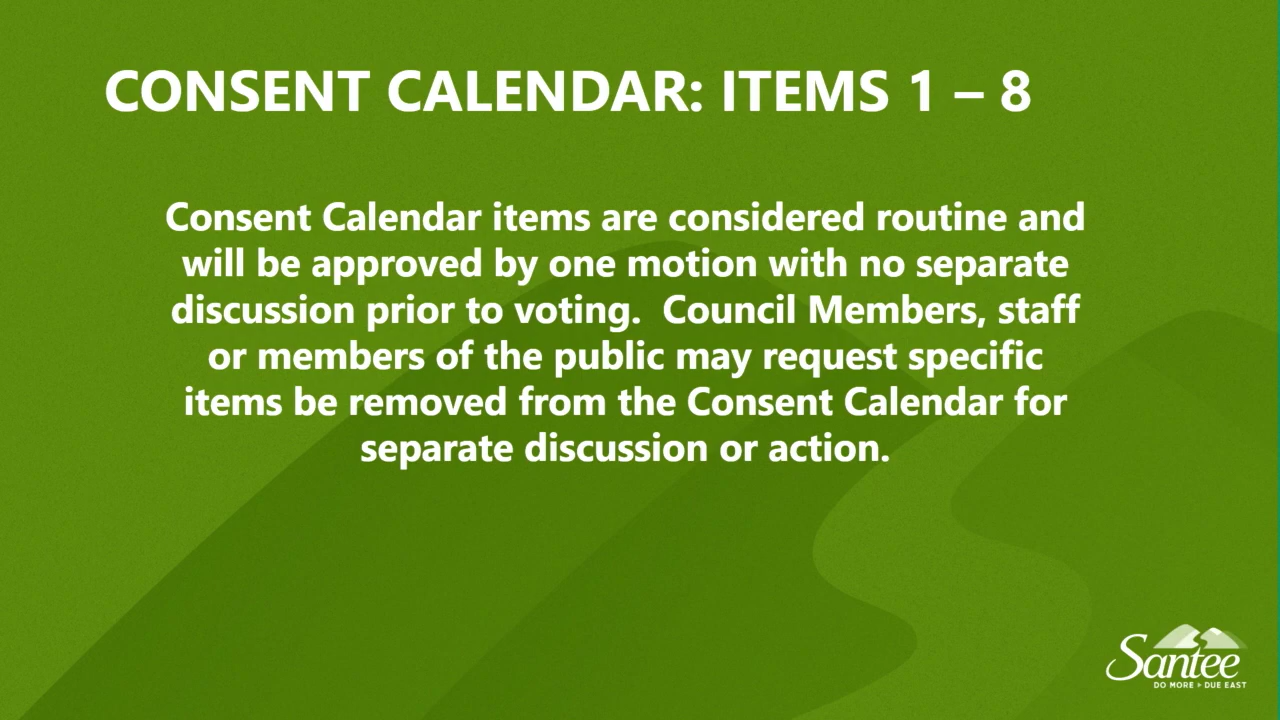 CONSENT CALENDAR: ITEMS 1 – 8
Consent Calendar items are considered routine and
will be approved by one motion with no separate
discussion prior to voting.  Council Members, staff
or members of the public may request specific
items be removed from the Consent Calendar for
separate discussion or action.
Santee
DO MORE ▸ DUE EAST